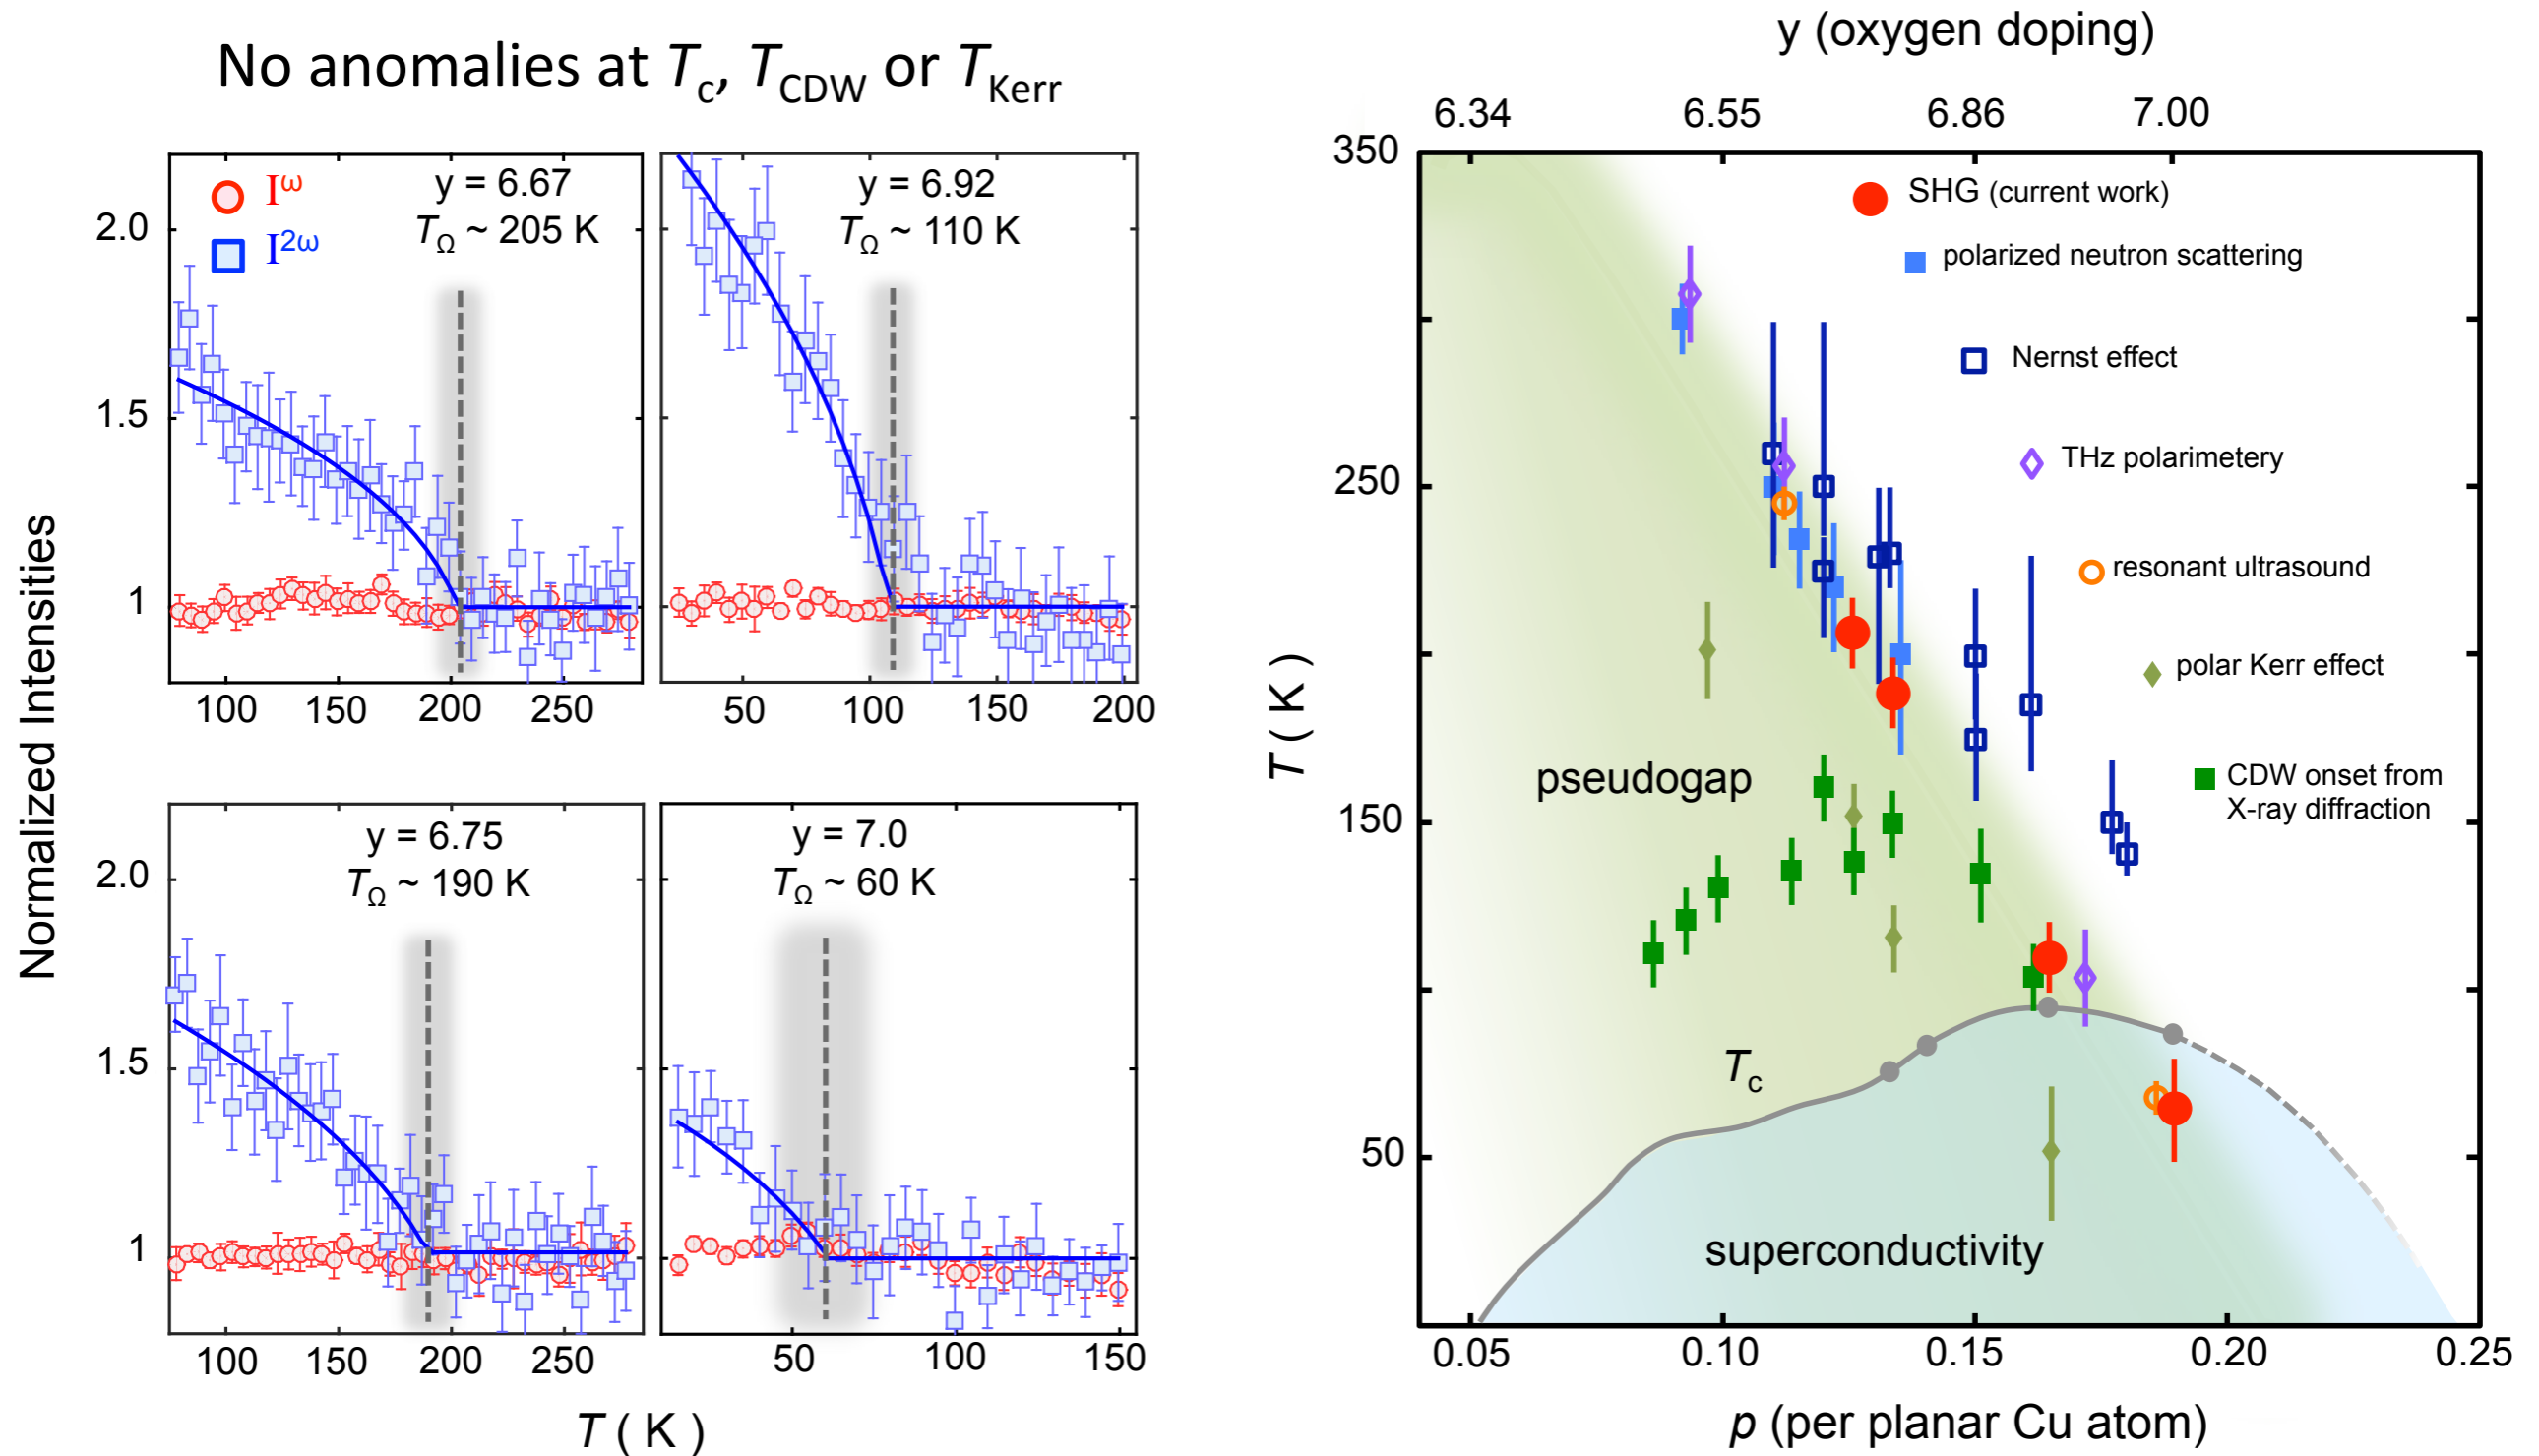 No anomalies at Tc, TCDW or TKerr
Normalized Intensities
Iω
I2ω
y = 6.67
TΩ ~ 205 K
2.0
1.5
1
100 150 200 250
y = 6.92
TΩ ~ 110 K
50 100 150 200
y = 6.75
TΩ ~ 190 K
2.0
1.5
1
100 150 200 250
y = 7.0
TΩ ~ 60 K
50 100 150
T ( K )
y (oxygen doping)
6.34 6.55 6.86 7.00
350
250
150
50
T ( K )
SHG (current work)
polarized neutron scattering
Nernst effect
THz polarimetery
resonant ultrasound
polar Kerr effect
CDW onset from
X-ray diffraction
pseudogap
Tc
superconductivity
0.05 0.10 0.15 0.20 0.25
p (per planar Cu atom)